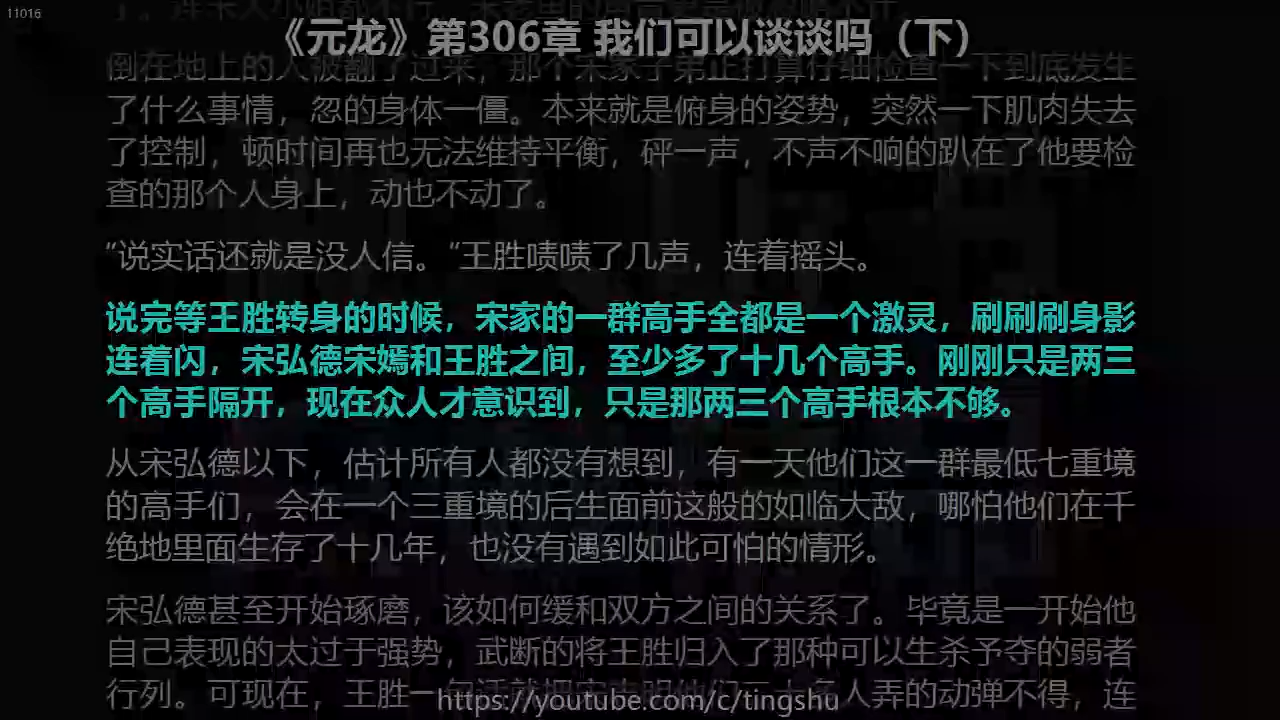 11016
《元龙》第306章 我们可以谈谈吗（下）
倒在地上的人被翻了过来，那个宋家子弟正打算仔细检查一下到底发生
了什么事情，忽的身体一僵。本来就是俯身的姿势，突然一下肌肉失去
了控制，顿时间再也无法维持平衡，砰一声，不声不响的趴在了他要检
查的那个人身上，动也不动了。
“说实话还就是没人信。“王胜啧啧了几声，连着摇头。
说完等王胜转身的时候，宋家的一群高手全都是一个激灵，刷刷刷身影
连着闪，宋弘德宋嫣和王胜之间，至少多了十几个高手。刚刚只是两三
个高手隔开，现在众人才意识到，只是那两三个高手根本不够。
从宋弘德以下，估计所有人都没有想到，有一天他们这一群最低七重境
的高手们，会在一个三重境的后生面前这般的如临大敌，哪怕他们在千
绝地里面生存了十几年，也没有遇到如此可怕的情形。
宋弘德甚至开始琢磨，该如何缓和双方之间的关系了。毕竟是一开始他
自己表现的太过于强势，武断的将王胜归入了那种可以生杀予夺的弱者
行列。可现在，王胜一句话就把 人弄的动弹不得，连
https://youtube.com/c/tingshu